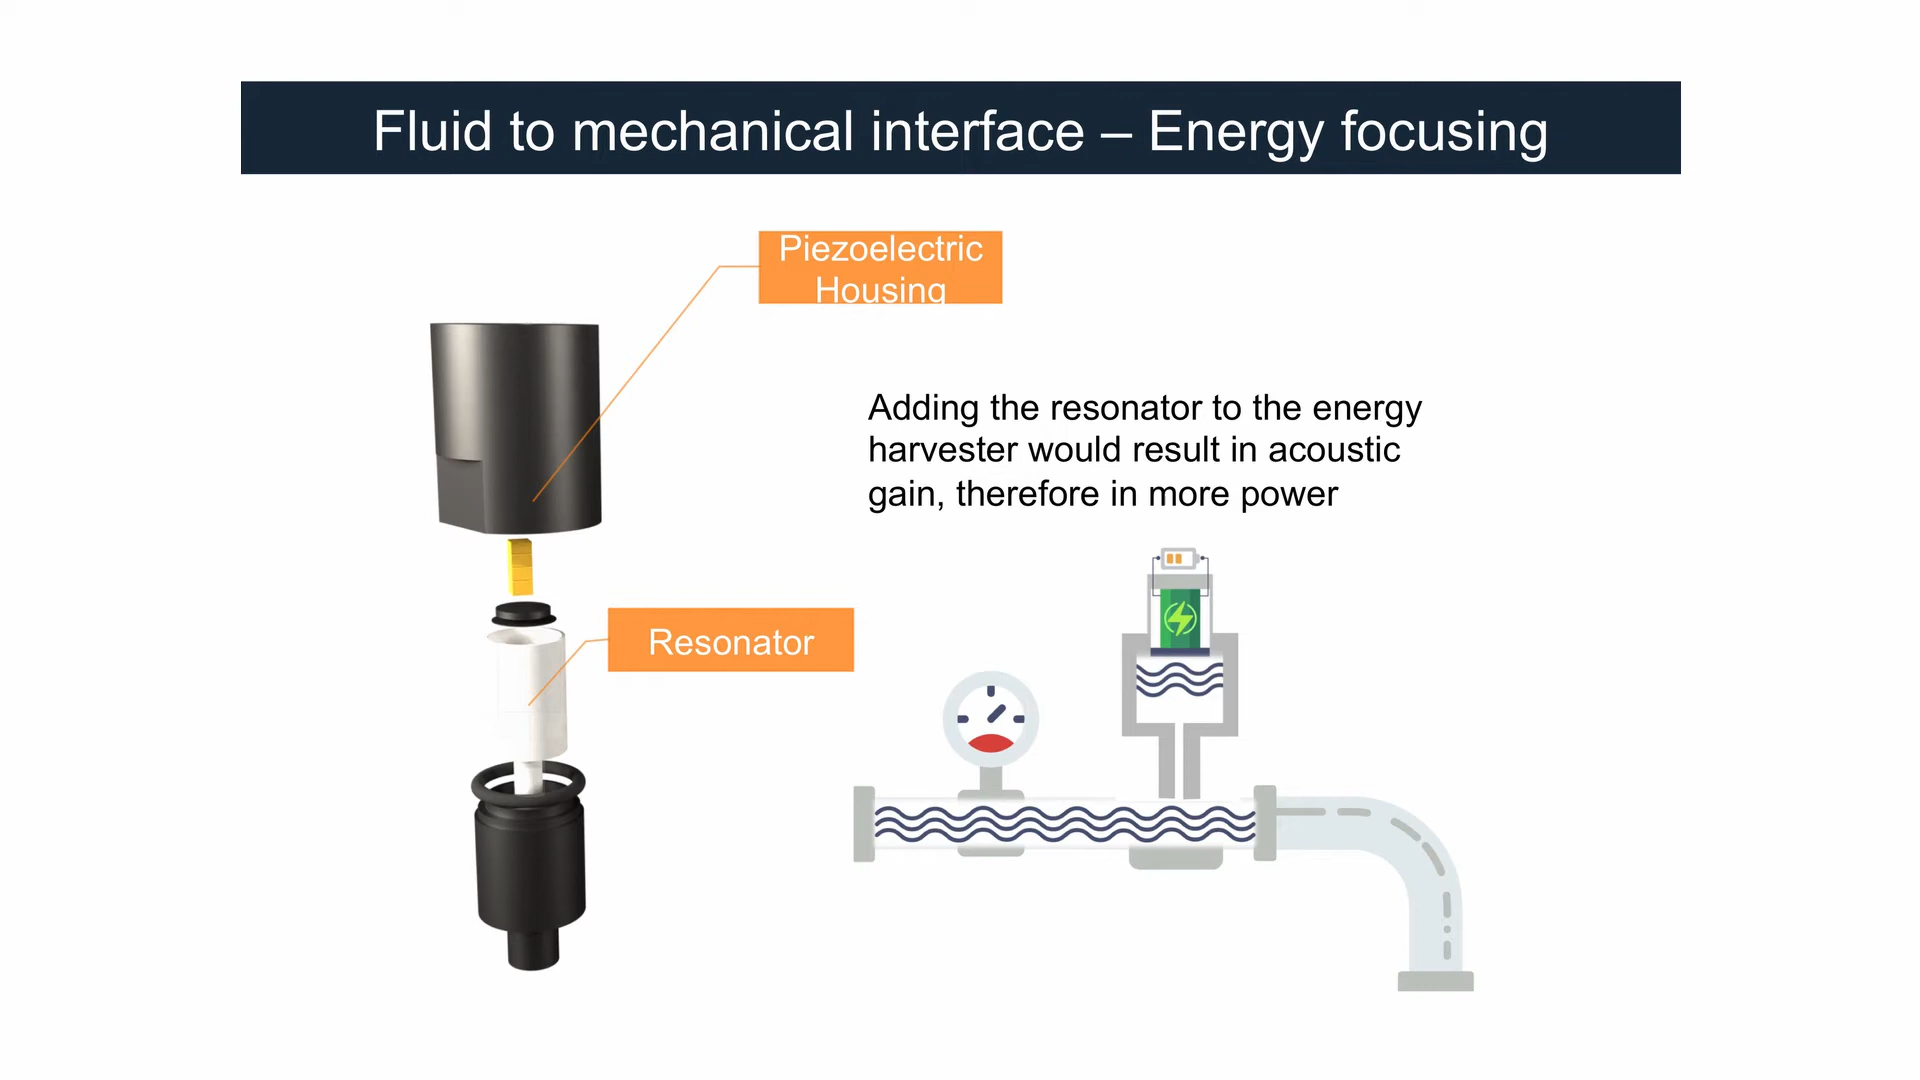 Fluid to mechanical interface – Energy focusing
Piezoelectric
Housing
Adding the resonator to the energy
harvester would result in acoustic
gain, therefore in more power
Resonator